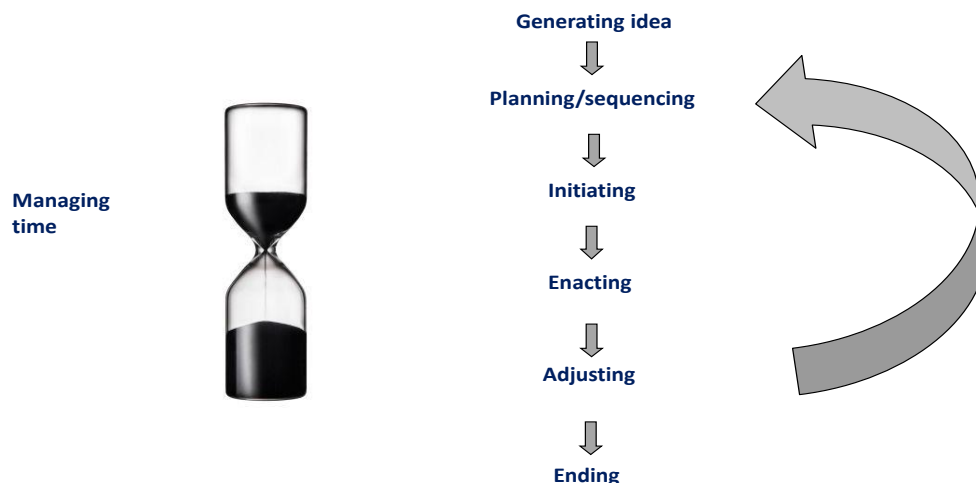 Generating idea
Planning/sequencing
Initiating
Managing
time
Enacting
Adjusting
Ending